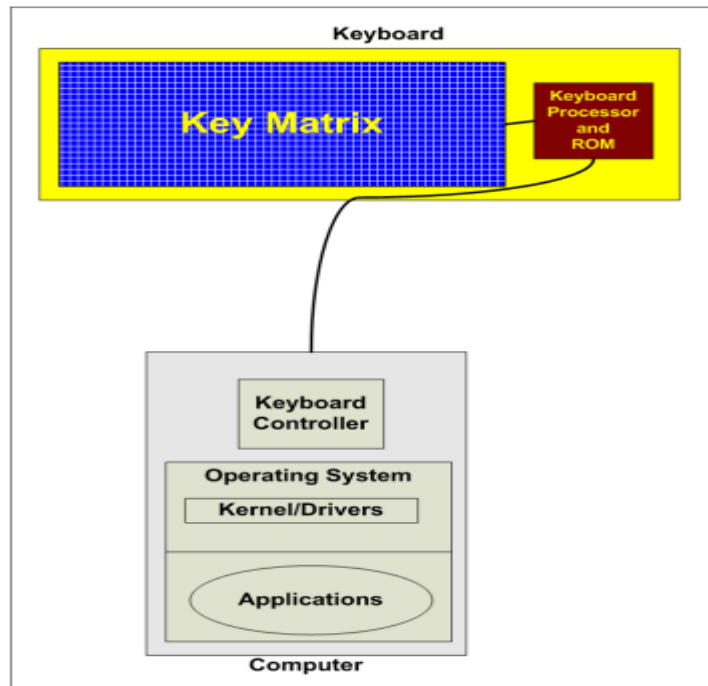 Keyboard
Key Matrix
Keyboard
Processor
and
ROM
Keyboard
Controller
Operating System
Kernel/Drivers
Applications
Computer